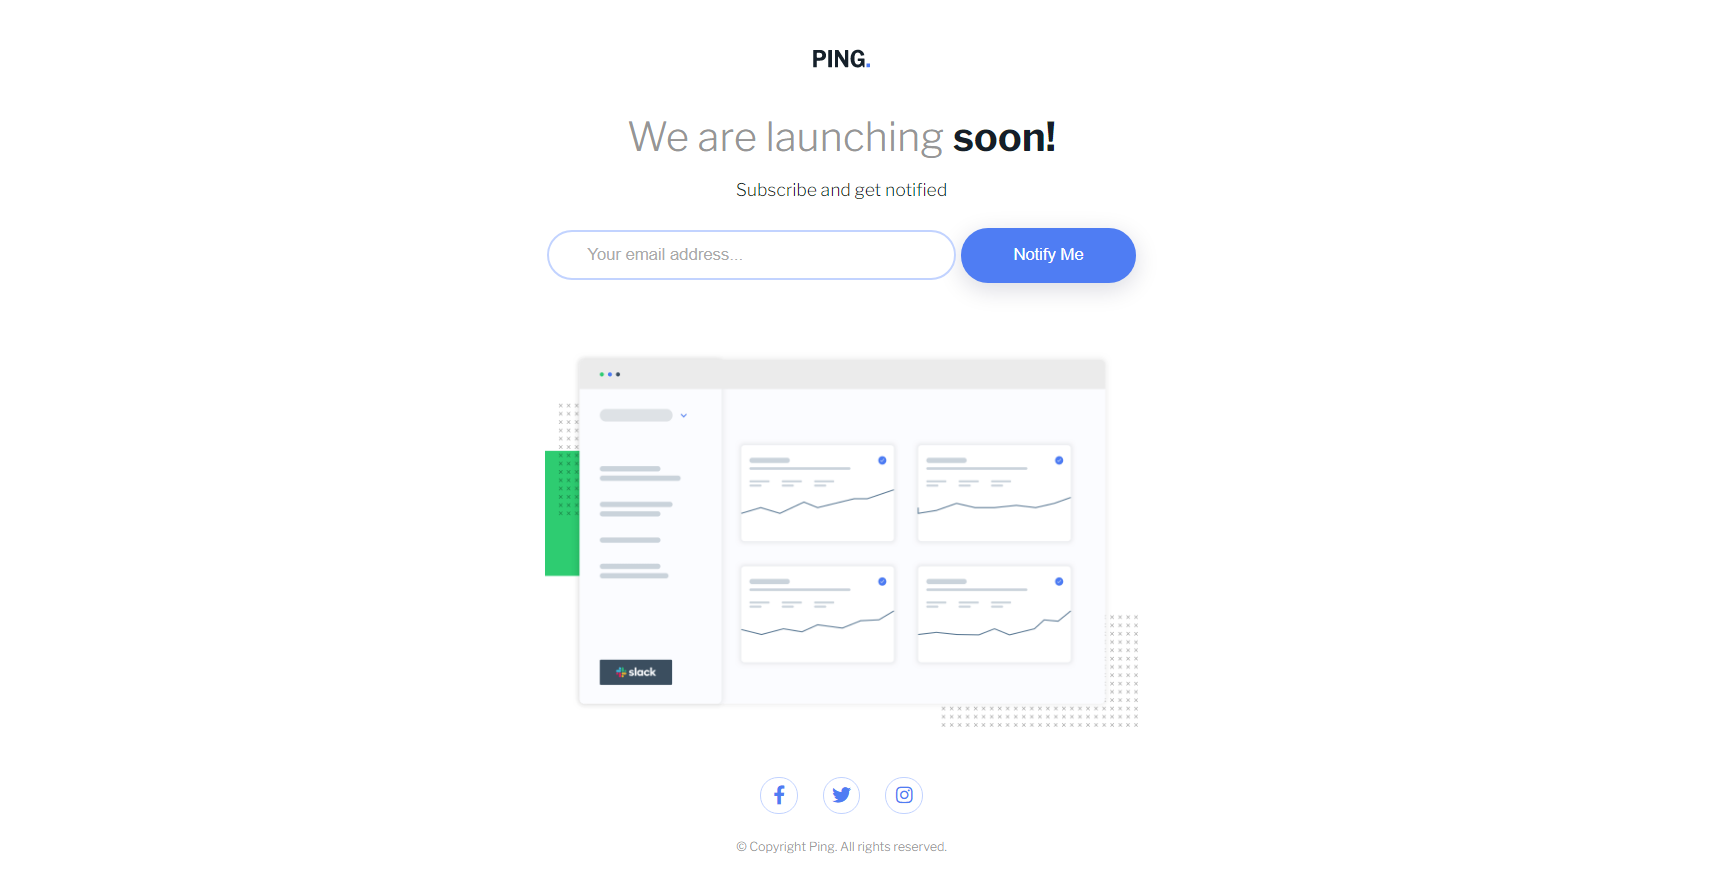 PING.
We are launching soon!
Subscribe and get notified
Your email address...
Notify Me
slack
© Copyright Ping. All rights reserved.